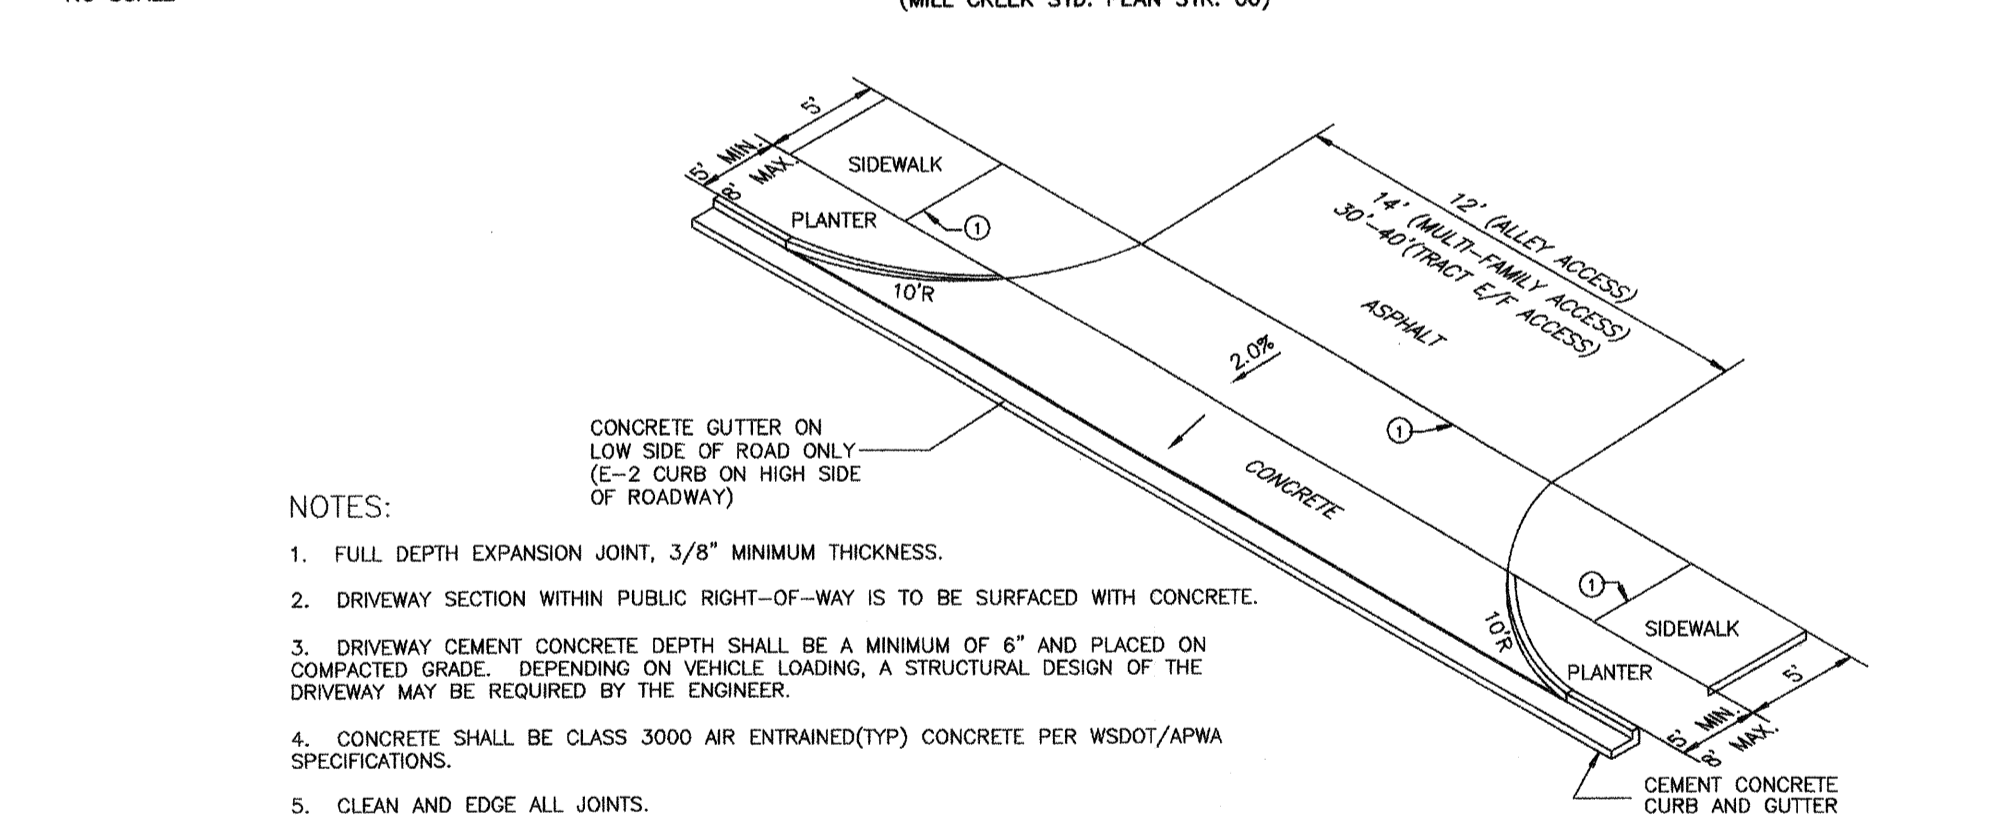 5'
5' MIN.
8' MAX.
SIDEWALK
PLANTER
1
10'R
12' (ALLEY ACCESS)
14' (MULTI-FAMILY ACCESS)
30'-40'(TRACT E/F ACCESS)
ASPHALT
2.0%
1
CONCRETE
CONCRETE GUTTER ON
LOW SIDE OF ROAD ONLY
(E-2 CURB ON HIGH SIDE
OF ROADWAY)
1
SIDEWALK
10'R
PLANTER
5'
5' MIN.
8' MAX.
CEMENT CONCRETE
CURB AND GUTTER
NOTES:
1. FULL DEPTH EXPANSION JOINT, 3/8" MINIMUM THICKNESS.
2. DRIVEWAY SECTION WITHIN PUBLIC RIGHT-OF-WAY IS TO BE SURFACED WITH CONCRETE.
3. DRIVEWAY CEMENT CONCRETE DEPTH SHALL BE A MINIMUM OF 6" AND PLACED ON
COMPACTED GRADE. DEPENDING ON VEHICLE LOADING, A STRUCTURAL DESIGN OF THE
DRIVEWAY MAY BE REQUIRED BY THE ENGINEER.
4. CONCRETE SHALL BE CLASS 3000 AIR ENTRAINED(TYP) CONCRETE PER WSDOT/APWA
SPECIFICATIONS.
5. CLEAN AND EDGE ALL JOINTS.